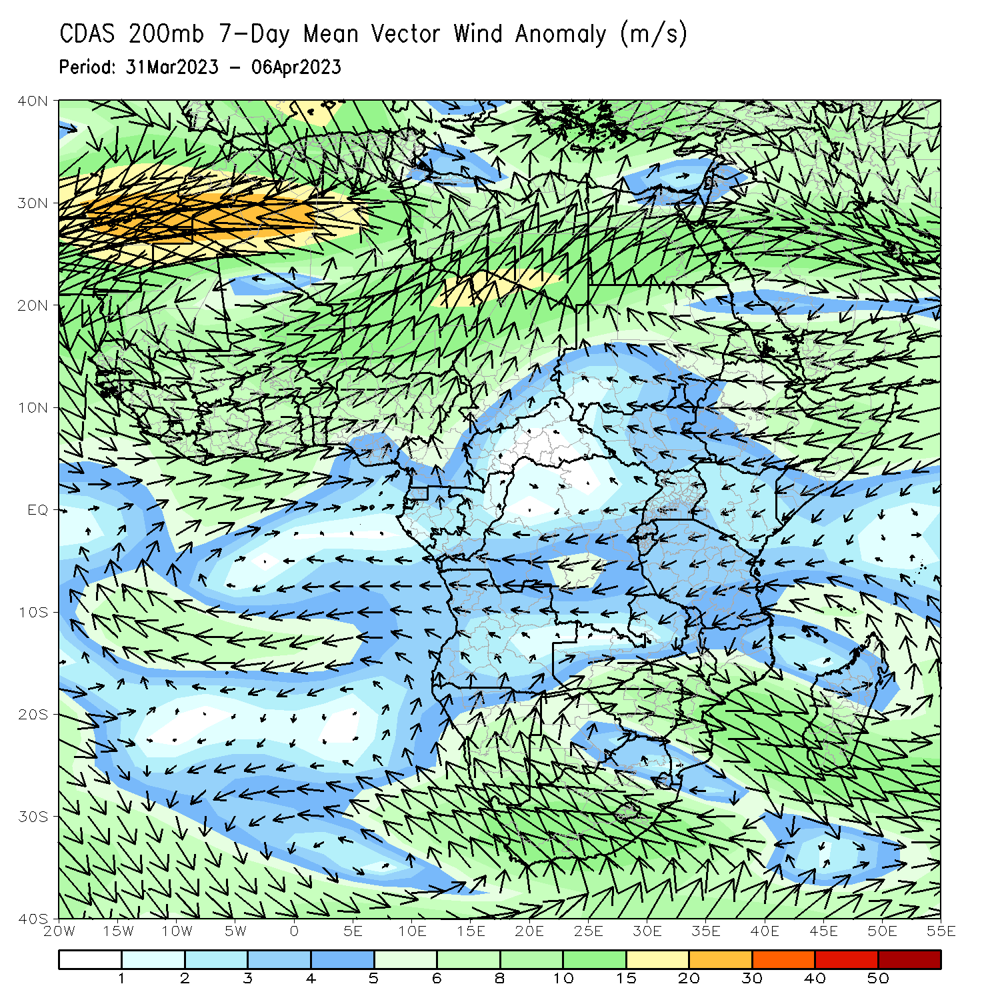 CDAS 200mb 7-Day Mean Vector Wind Anomaly (m/s)
Period: 31Mar2023 - 06Apr2023
40N
30N
20N
10N
EQ
10S
20S
30S
40S
20W 15W 10W 5W 0 5E 10E 15E 20E 25E 30E 35E 40E 45E 50E 55E
1 2 3 4 5 6 8 10 15 20 30 40 50